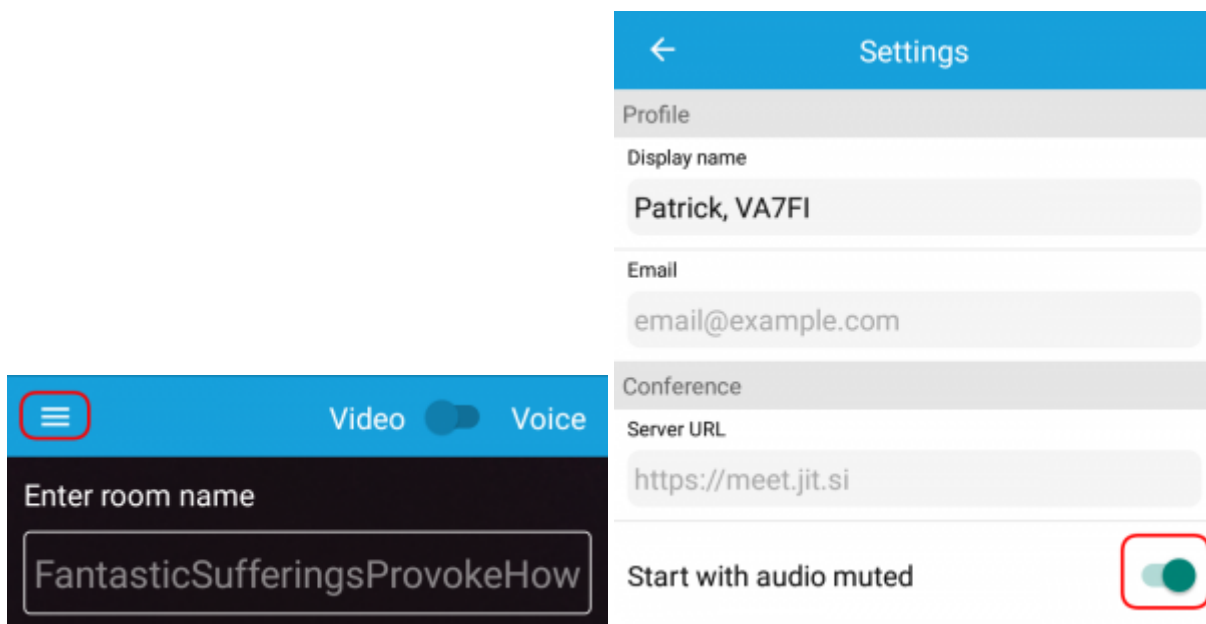 Video Voice
Enter room name
FantasticSufferingsProvokeHow
Settings
Profile
Display name
Patrick, VA7FI
Email
email@example.com
Conference
Server URL
https://meet.jit.si
Start with audio muted